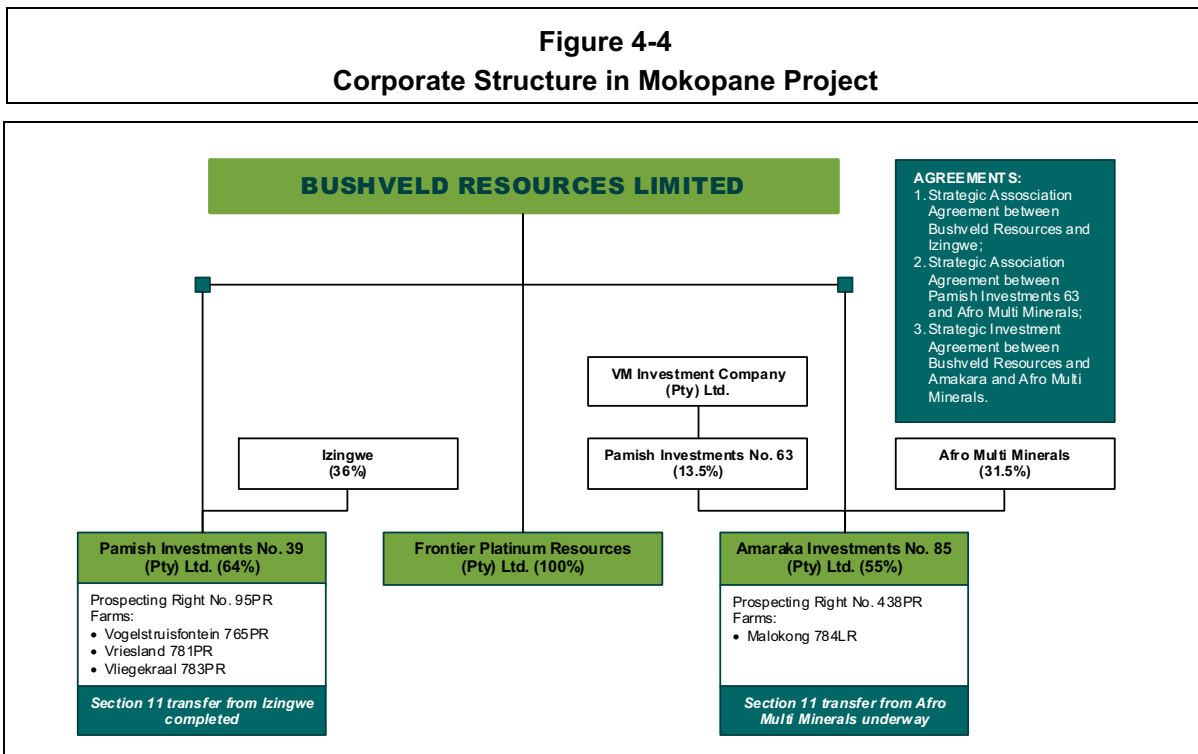 Figure 4-4
Corporate Structure in Mokopane Project
BUSHVELD RESOURCES LIMITED
AGREEMENTS:
1. Strategic Assosciation
Agreement between
Bushveld Resources and
Izingwe;
2. Strategic Association
Agreement between
Pamish Investments 63
and Afro Multi Minerals;
3. Strategic Investment
Agreement between
Bushveld Resources and
Amakara and Afro Multi
Minerals.
VM Investment Company
(Pty) Ltd.
Izingwe
(36%)
Pamish Investments No. 63
(13.5%)
Afro Multi Minerals
(31.5%)
Pamish Investments No. 39
(Pty) Ltd. (64%)
Prospecting Right No. 95PR
Farms:
• Vogelstruisfontein 765PR
• Vriesland 781PR
• Vliegekraal 783PR
Section 11 transfer from Izingwe
completed
Frontier Platinum Resources
(Pty) Ltd. (100%)
Amaraka Investments No. 85
(Pty) Ltd. (55%)
Prospecting Right No. 438PR
Farms:
• Malokong 784LR
Section 11 transfer from Afro
Multi Minerals underway